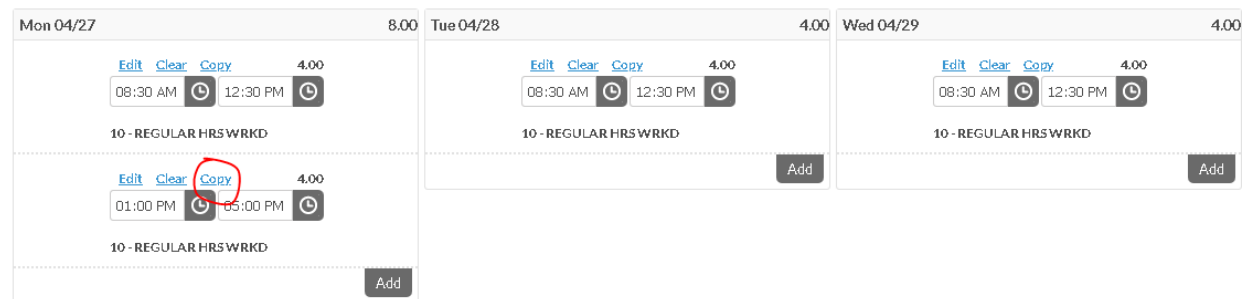 Mon 04/27 8.00
Edit Clear Copy 4.00
08:30 AM 12:30 PM
10 - REGULAR HRS WRKD
Edit Clear Copy 4.00
01:00 PM 05:00 PM
10 - REGULAR HRS WRKD
Add
Tue 04/28 4.00
Edit Clear Copy 4.00
08:30 AM 12:30 PM
10 - REGULAR HRS WRKD
Add
Wed 04/29 4.00
Edit Clear Copy 4.00
08:30 AM 12:30 PM
10 - REGULAR HRS WRKD
Add